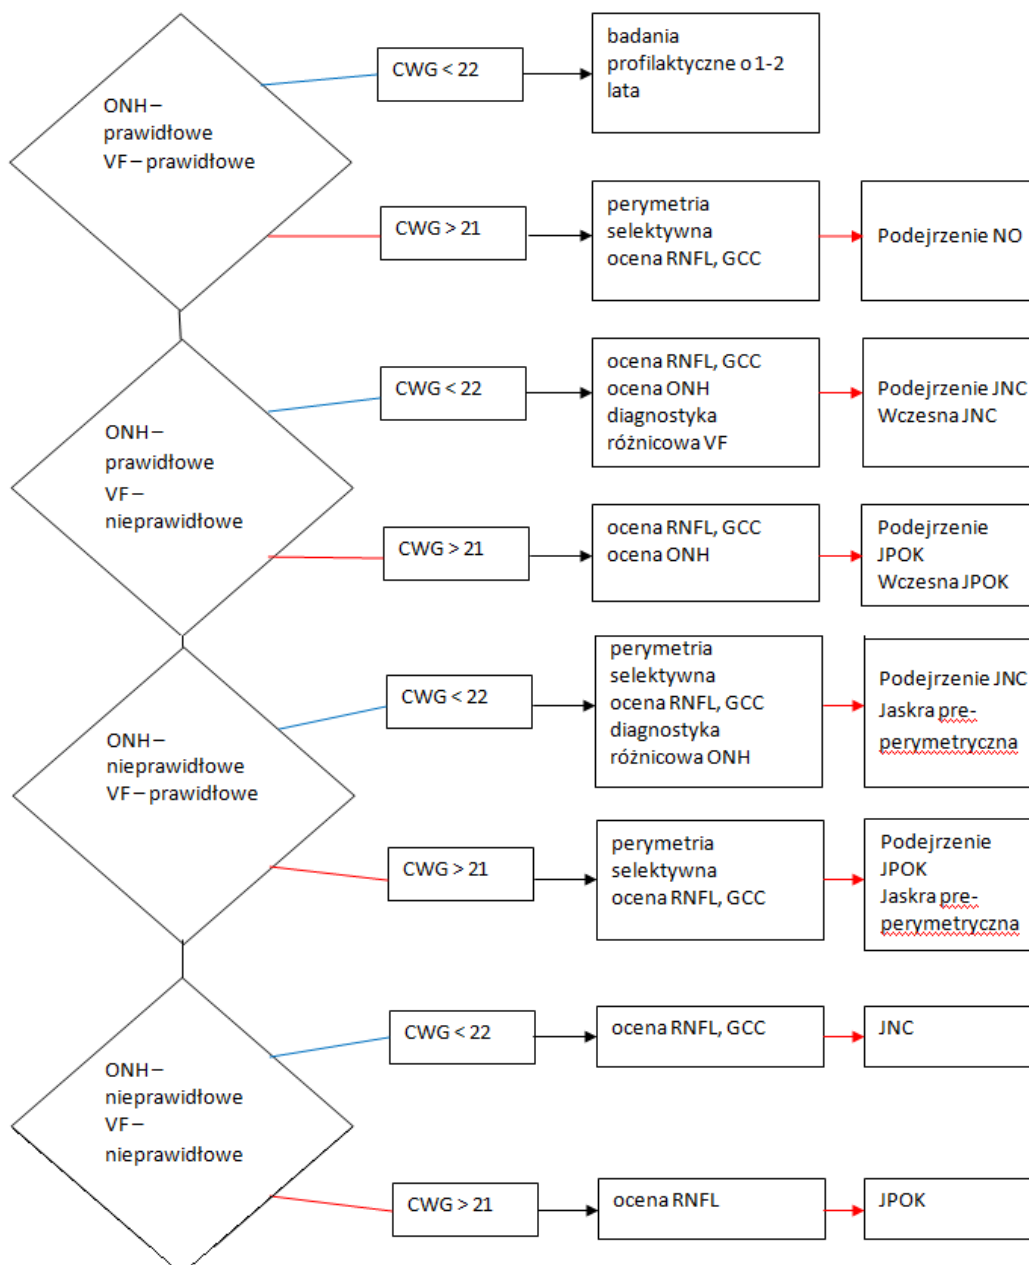 ONH –
prawidłowe
VF – prawidłowe
CWG < 22
badania
profilaktyczne o 1-2
lata
CWG > 21
perymetria
selektywna
ocena RNFL, GCC
Podejrzenie NO
ONH –
prawidłowe
VF –
nieprawidłowe
CWG < 22
ocena RNFL, GCC
ocena ONH
diagnostyka
różnicowa VF
Podejrzenie JNC
Wczesna JNC
CWG > 21
ocena RNFL, GCC
ocena ONH
Podejrzenie
JPOK
Wczesna JPOK
ONH –
nieprawidłowe
VF – prawidłowe
CWG < 22
perymetria
selektywna
ocena RNFL, GCC
diagnostyka
różnicowa ONH
Podejrzenie JNC
Jaskra pre-
perymetryczna
CWG > 21
perymetria
selektywna
ocena RNFL, GCC
Podejrzenie
JPOK
Jaskra pre-
perymetryczna
ONH –
nieprawidłowe
VF –
nieprawidłowe
CWG < 22
ocena RNFL, GCC
JNC
CWG > 21
ocena RNFL
JPOK